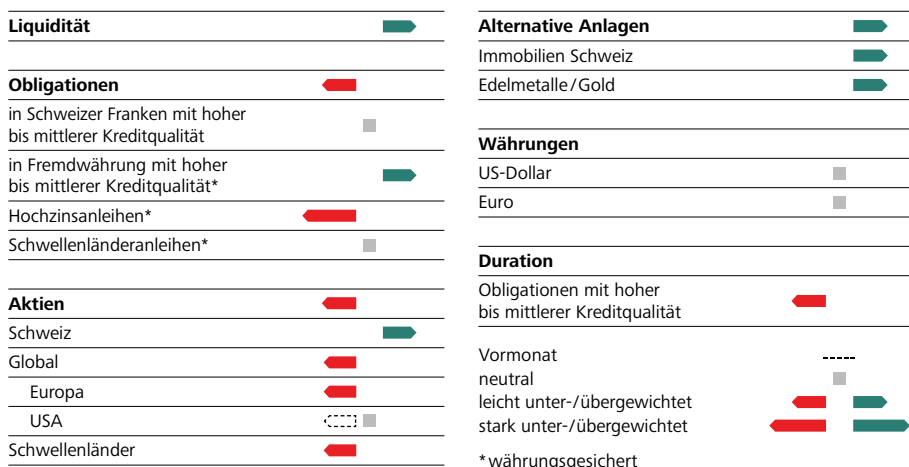 Liquidität
Obligationen
in Schweizer Franken mit hoher
bis mittlerer Kreditqualität
in Fremdwährung mit hoher
bis mittlerer Kreditqualität*
Hochzinsanleihen*
Schwellenländeranleihen*
Aktien
Schweiz
Global
Europa
USA
Schwellenländer
Alternative Anlagen
Immobilien Schweiz
Edelmetalle/Gold
Währungen
US-Dollar
Euro
Duration
Obligationen mit hoher
bis mittlerer Kreditqualität
Vormonat
neutral
leicht unter-/übergewichtet
stark unter-/übergewichtet
*währungsgesichert